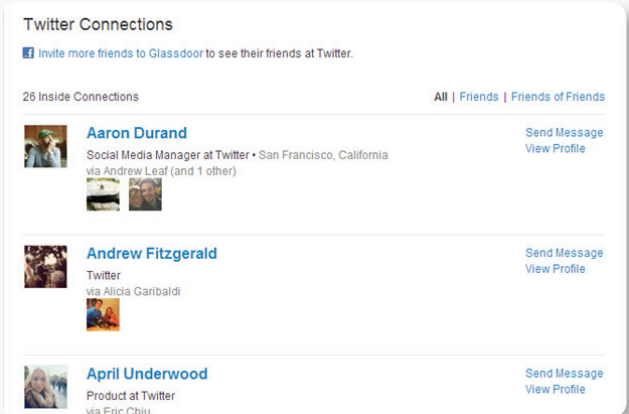 Twitter Connections
Invite more friends to Glassdoor to see their friends at Twitter.
26 Inside Connections
All | Friends | Friends of Friends
Aaron Durand
Send Message
Social Media Manager at Twitter • San Francisco, California
View Profile
via Andrew Leaf (and 1 other)
Andrew Fitzgerald
Send Message
Twitter
View Profile
via Alicia Garibaldi
April Underwood
Send Message
Product at Twitter
View Profile
via Eric Chiu